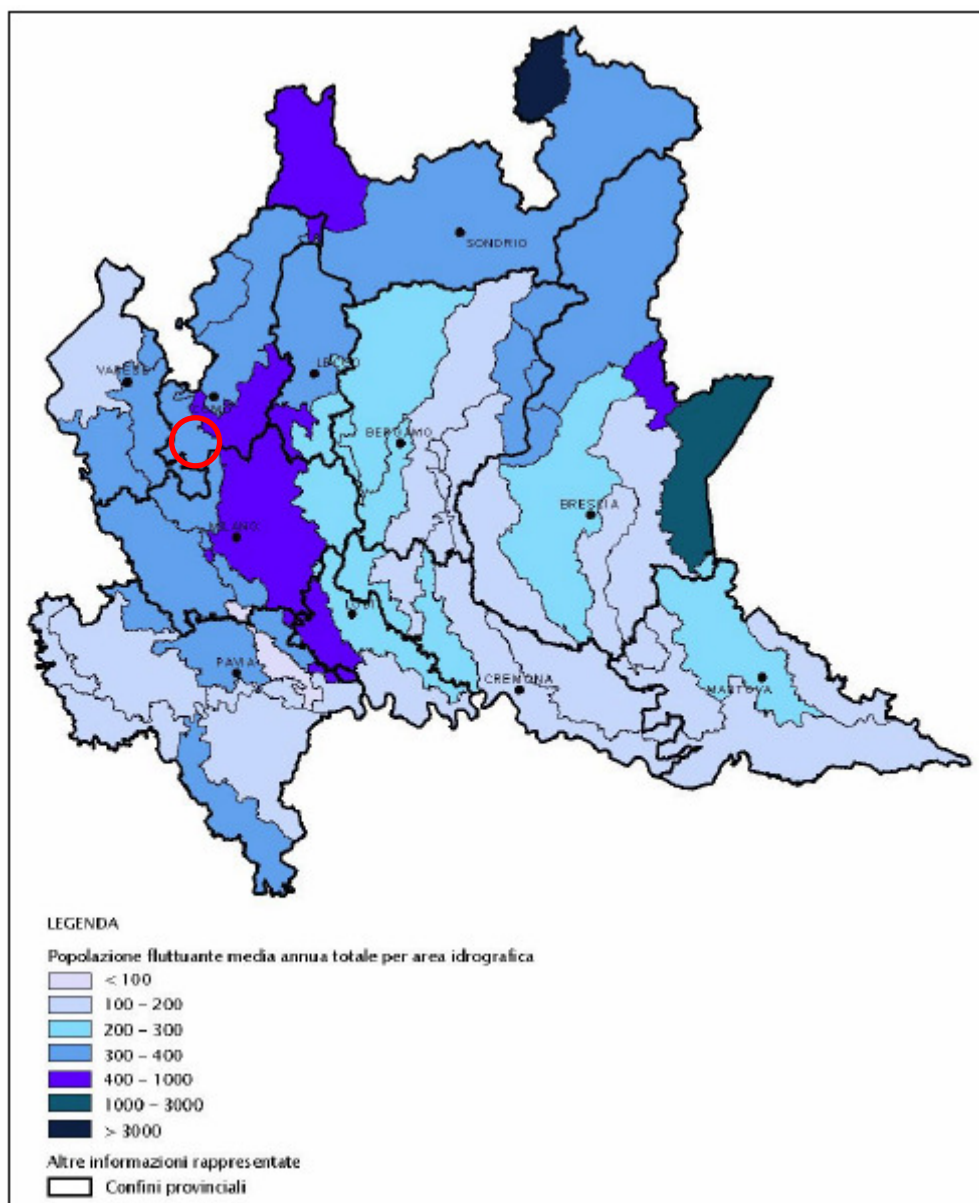 SONDRIO
VARESE
LECCO
COMO
BERGAMO
BRESCIA
MILANO
LODI
PAVIA
CREMONA
MANTOVA
LEGENDA
Popolazione fluttuante media annua totale per area idrografica
< 100
100 – 200
200 – 300
300 – 400
400 – 1000
1000 – 3000
> 3000
Altre informazioni rappresentate
Confini provinciali